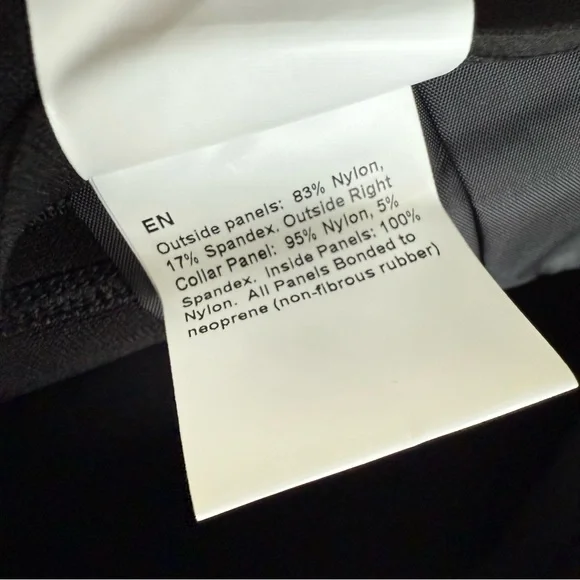 EN
Outside panels: 83% Nylon,
17% Spandex. Outside Right
Collar Panel: 95% Nylon, 5%
Spandex. Inside Panels: 100%
Nylon. All Panels Bonded to
neoprene (non-fibrous rubber)